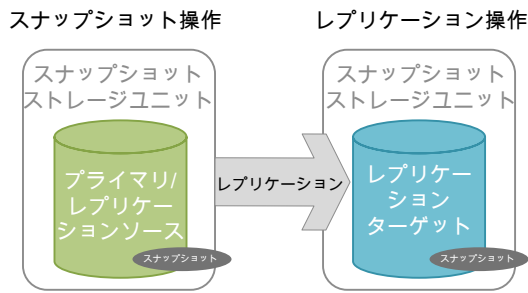 スナップショット操作
スナップショット
ストレージユニット
プライマリ/
レプリケー
ションソース
スナップショット
レプリケーション
レプリケーション操作
スナップショット
ストレージユニット
レプリケー
ション
ターゲット
スナップショット